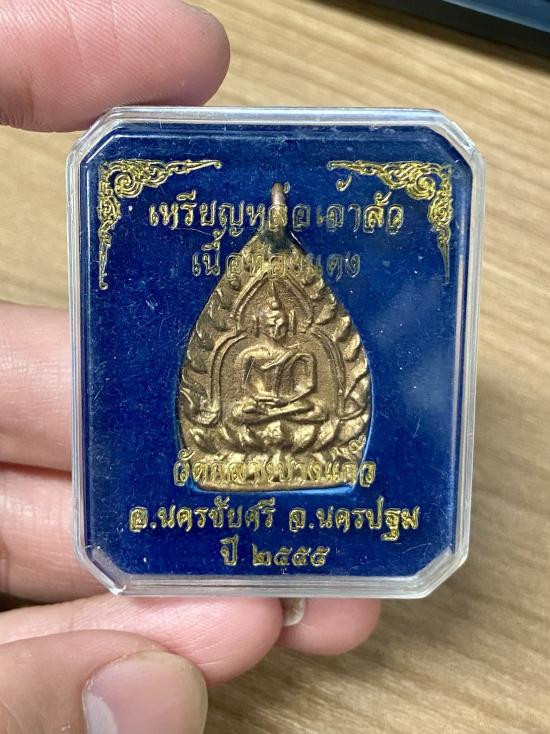 เหรียญหล่อเจ้าสัว
เนื้อทองแดง
วัดกลางบางแก้ว
อ.นครชัยศรี จ.นครปฐม
ปี ๒๕๕๕